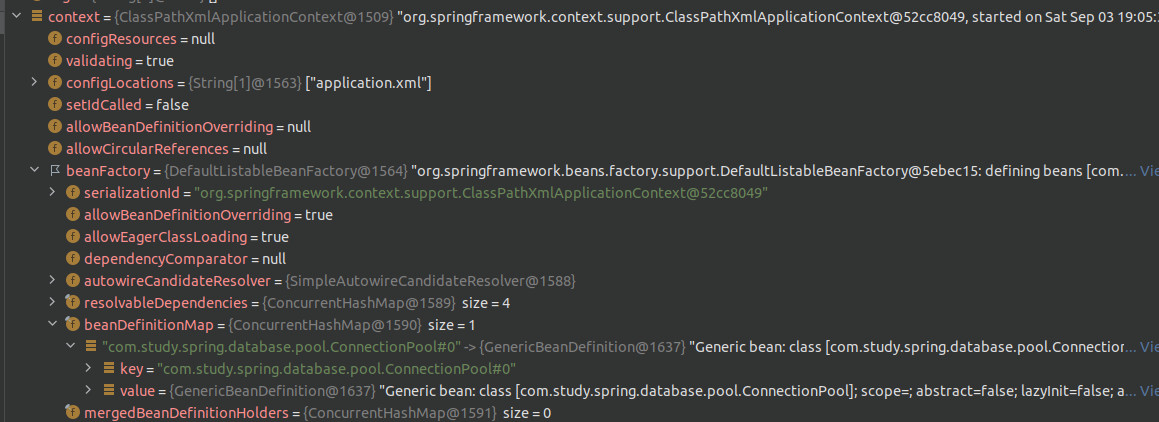 context = {ClassPathXmlApplicationContext@1509} "org.springframework.context.support.ClassPathXmlApplicationContext@52cc8049, started on Sat Sep 03 19:05:
configResources = null
validating = true
configLocations = {String[1]@1563} ["application.xml"]
setIdCalled = false
allowBeanDefinitionOverriding = null
allowCircularReferences = null
beanFactory = {DefaultListableBeanFactory@1564} "org.springframework.beans.factory.support.DefaultListableBeanFactory@5ebec15: defining beans [com.… Vie
serializationId = "org.springframework.context.support.ClassPathXmlApplicationContext@52cc8049"
allowBeanDefinitionOverriding = true
allowEagerClassLoading = true
dependencyComparator = null
autowireCandidateResolver = {SimpleAutowireCandidateResolver@1588}
resolvableDependencies = {ConcurrentHashMap@1589} size = 4
beanDefinitionMap = {ConcurrentHashMap@1590} size = 1
"com.study.spring.database.pool.ConnectionPool#0" -> {GenericBeanDefinition@1637} "Generic bean: class [com.study.spring.database.pool.Connection… Vie
key = "com.study.spring.database.pool.ConnectionPool#0"
value = {GenericBeanDefinition@1637} "Generic bean: class [com.study.spring.database.pool.ConnectionPool]; scope=; abstract=false; lazyInit=false; a… Vie
mergedBeanDefinitionHolders = {ConcurrentHashMap@1591} size = 0